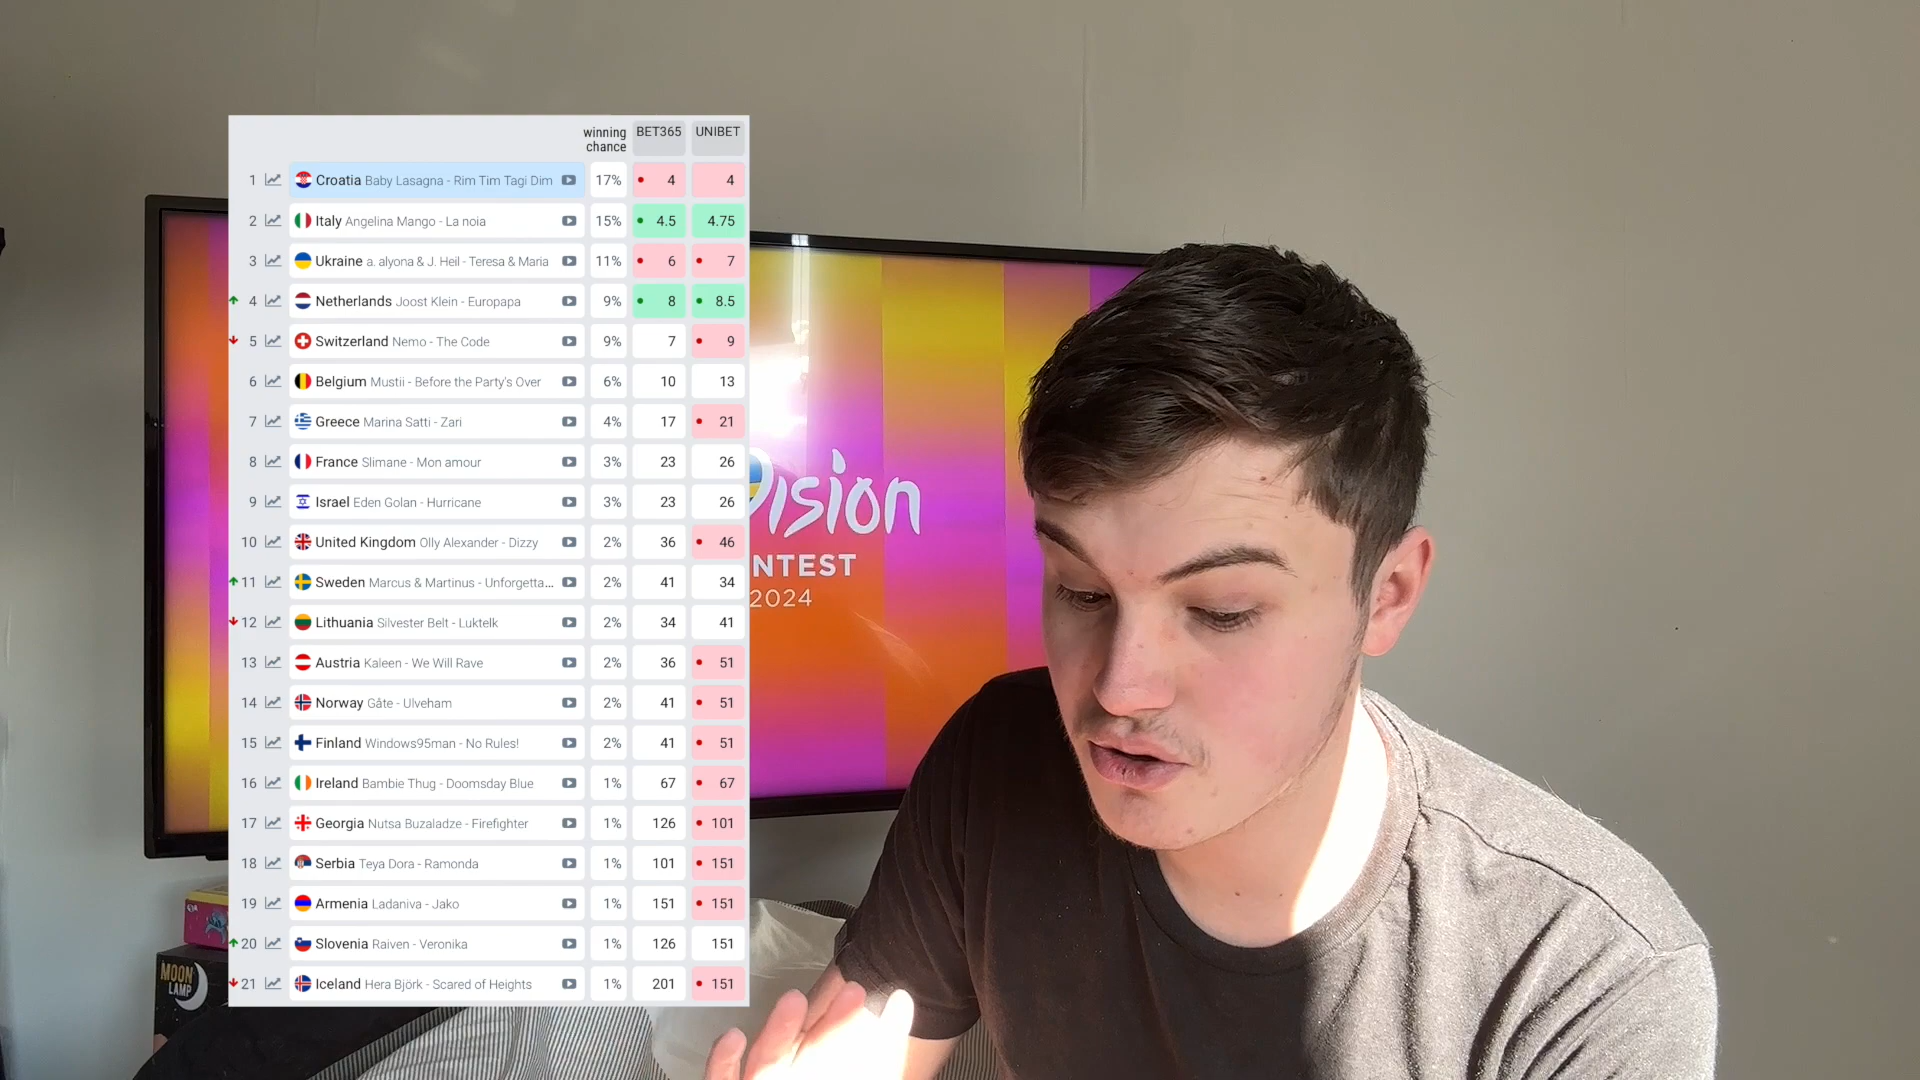 winning chance BET365 UNIBET
1 Croatia Baby Lasagna - Rim Tim Tagi Dim 17% 4 4
2 Italy Angelina Mango - La noia 15% 4.5 4.75
3 Ukraine a. alyona & J. Heil - Teresa & Maria 11% 6 7
4 Netherlands Joost Klein - Europapa 9% 8 8.5
5 Switzerland Nemo - The Code 9% 7 9
6 Belgium Mustii - Before the Party's Over 6% 10 13
7 Greece Marina Satti - Zari 4% 17 21
8 France Slimane - Mon amour 3% 23 26
9 Israel Eden Golan - Hurricane 3% 23 26
10 United Kingdom Olly Alexander - Dizzy 2% 36 46
11 Sweden Marcus & Martinus - Unforgetta... 2% 41 34
12 Lithuania Silvester Belt - Luktelk 2% 34 41
13 Austria Kaleen - We Will Rave 2% 36 51
14 Norway Gåte - Ulveham 2% 41 51
15 Finland Windows95man - No Rules! 2% 41 51
16 Ireland Bambie Thug - Doomsday Blue 1% 67 67
17 Georgia Nutsa Buzaladze - Firefighter 1% 126 101
18 Serbia Teya Dora - Ramonda 1% 101 151
19 Armenia Ladaniva - Jako 1% 151 151
20 Slovenia Raiven - Veronika 1% 126 151
21 Iceland Hera Björk - Scared of Heights 1% 201 151
vision
NTEST
2024
MOON
LAMP